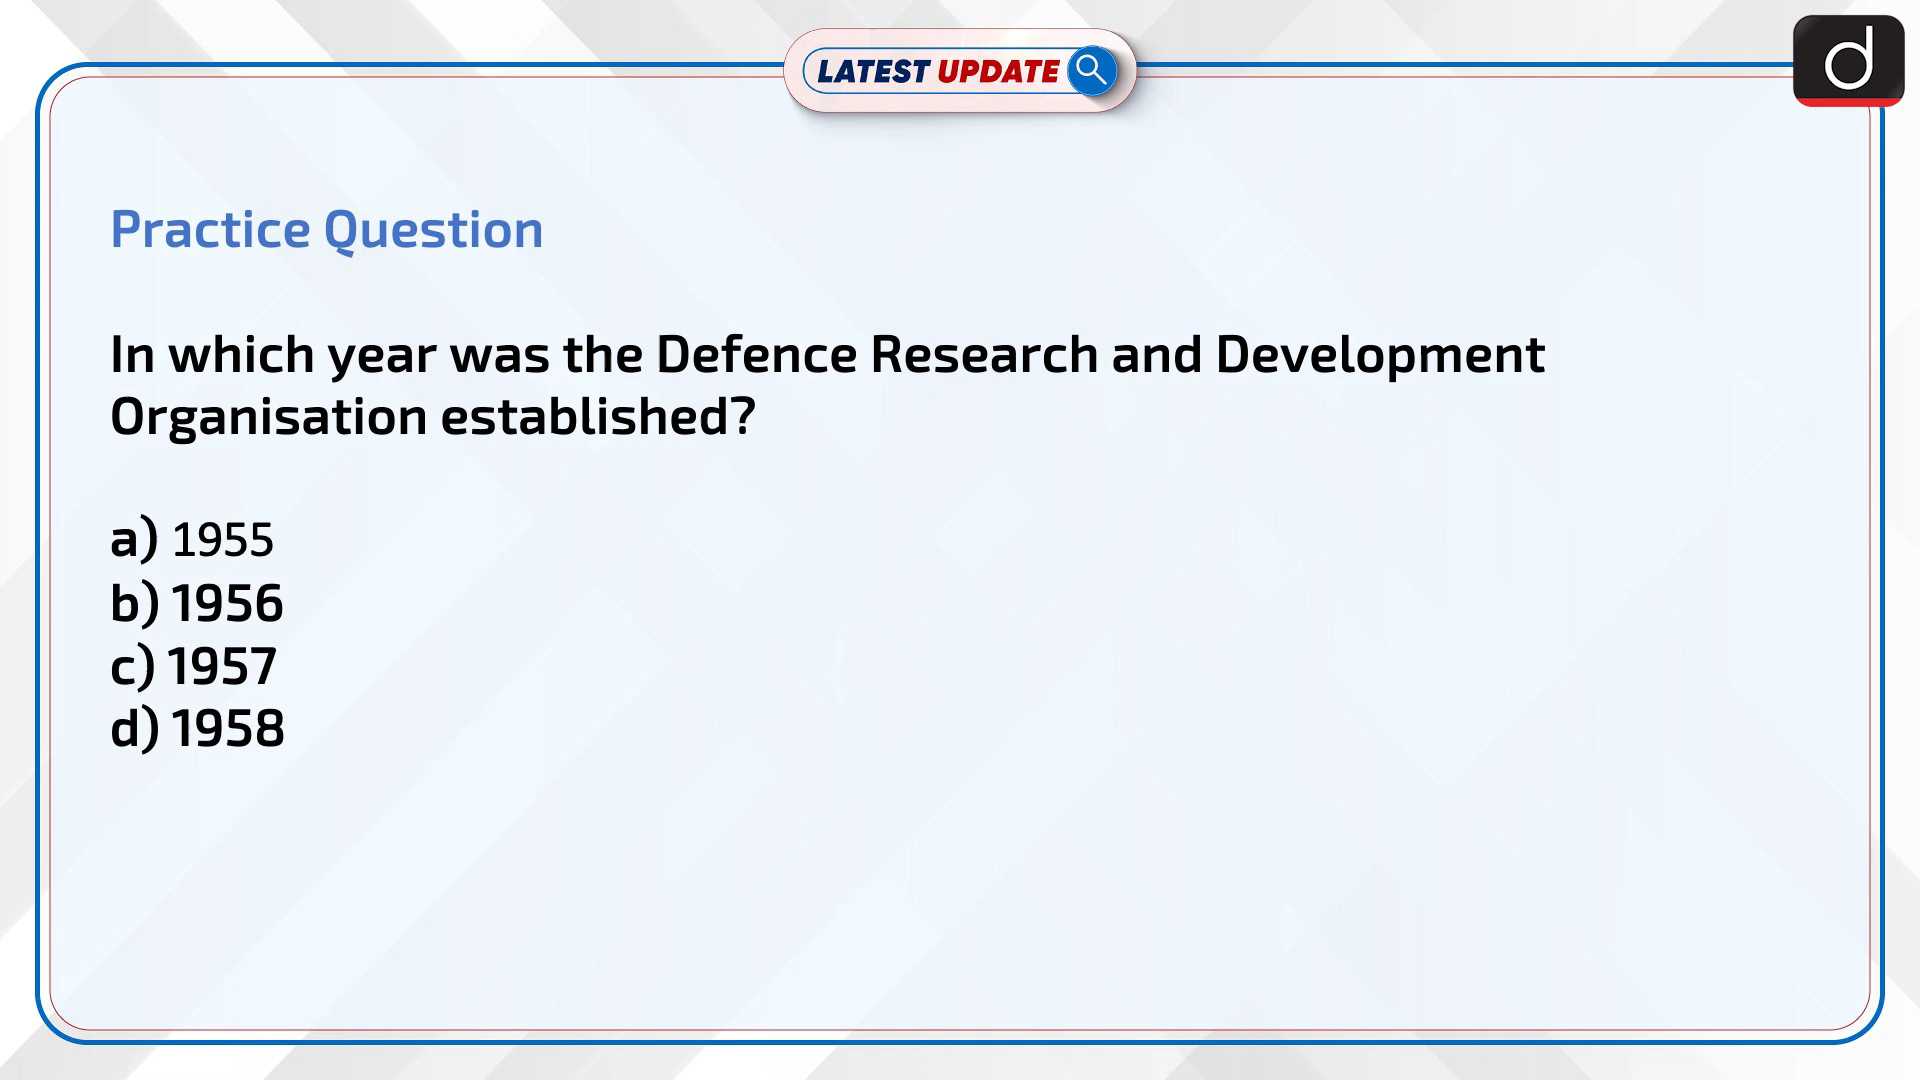 LATEST UPDATE
d
Practice Question
In which year was the Defence Research and Development
Organisation established?
a) 1955
b) 1956
c) 1957
d) 1958